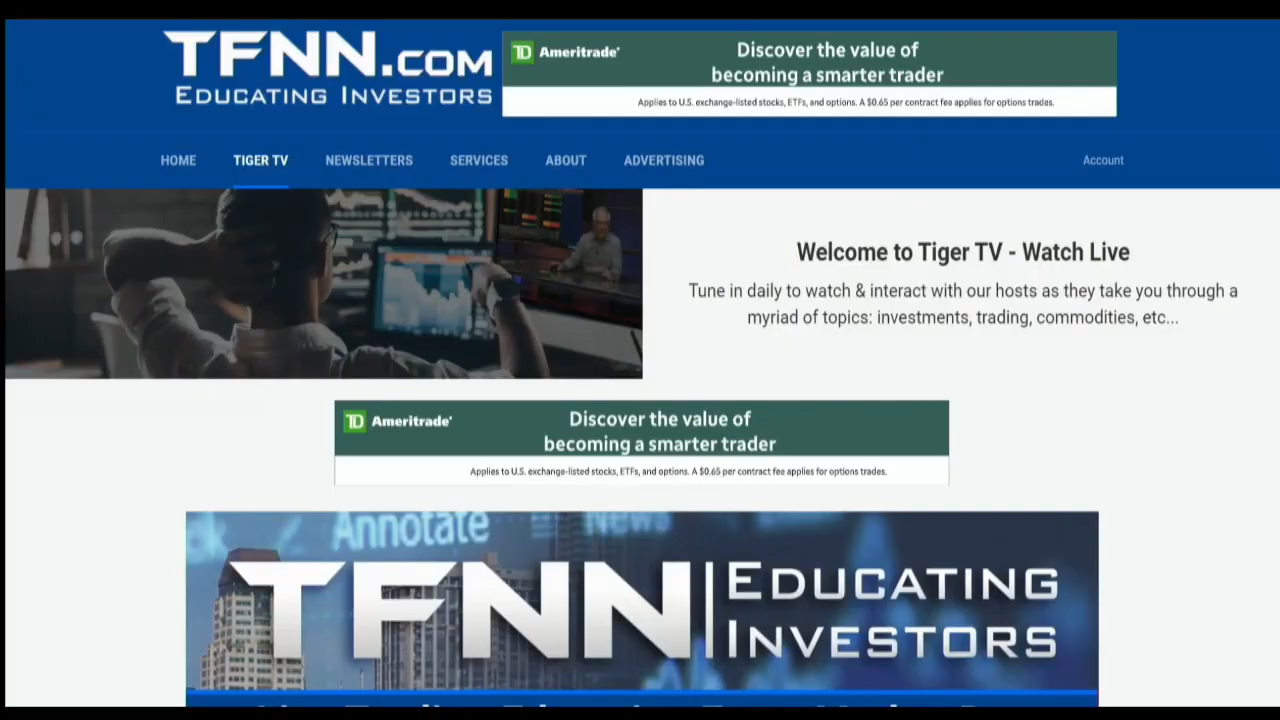 TFNN.COM
EDUCATING INVESTORS
TD Ameritrade
Discover the value of
becoming a smarter trader
Applies to U.S. exchange-listed stocks, ETFs, and options. A $0.65 per contract fee applies for options trades.
HOME TIGER TV NEWSLETTERS SERVICES ABOUT ADVERTISING Account
Welcome to Tiger TV - Watch Live
Tune in daily to watch & interact with our hosts as they take you through a
myriad of topics: investments, trading, commodities, etc...
TD Ameritrade
Discover the value of
becoming a smarter trader
Applies to U.S. exchange-listed stocks, ETFs, and options. A $0.65 per contract fee applies for options trades.
Annotate News
TFNN EDUCATING
INVESTORS